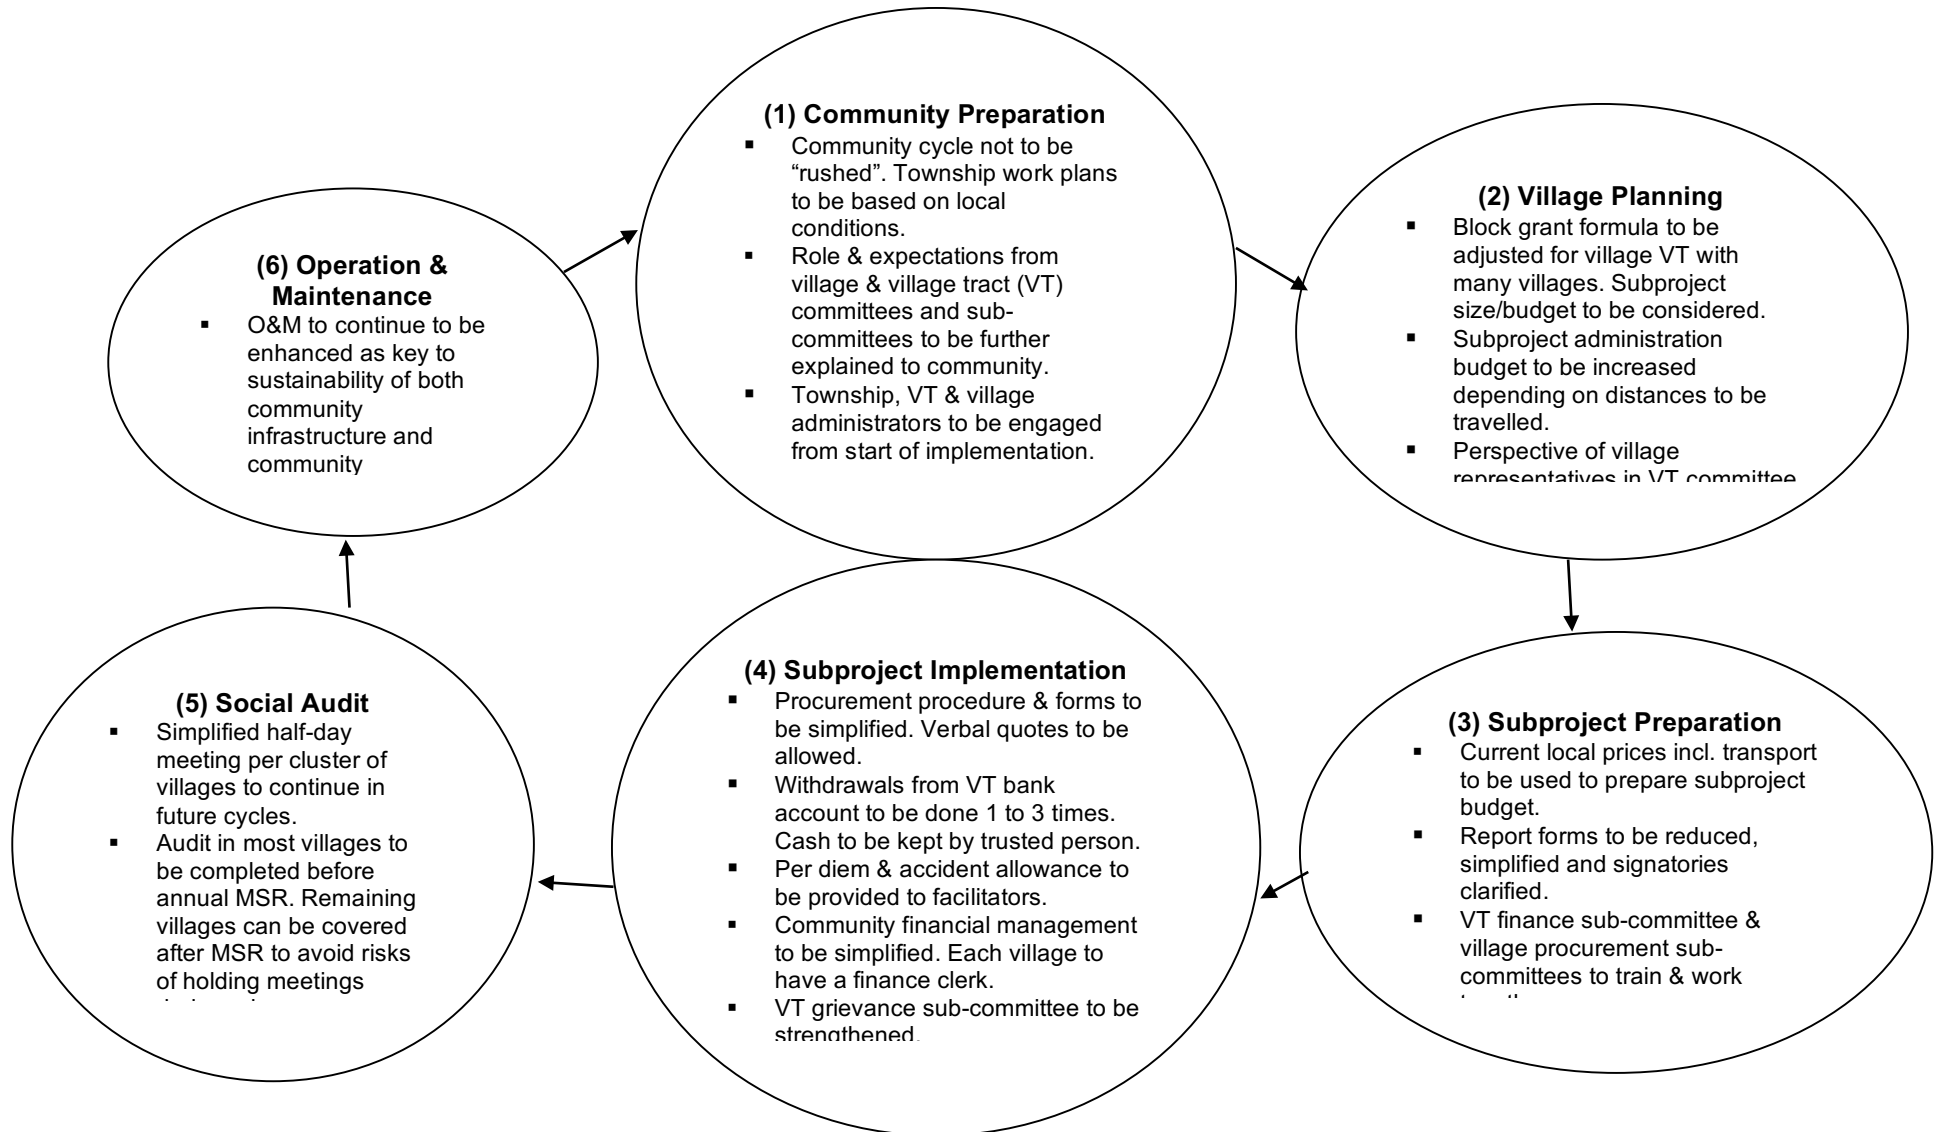 (1) Community Preparation
▪ Community cycle not to be
“rushed”. Township work plans
to be based on local
conditions.
▪ Role & expectations from
village & village tract (VT)
committees and sub-
committees to be further
explained to community.
▪ Township, VT & village
administrators to be engaged
from start of implementation.
(2) Village Planning
▪ Block grant formula to be
adjusted for village VT with
many villages. Subproject
size/budget to be considered.
▪ Subproject administration
budget to be increased
depending on distances to be
travelled.
▪ Perspective of village
representatives in VT committee
(3) Subproject Preparation
▪ Current local prices incl. transport
to be used to prepare subproject
budget.
▪ Report forms to be reduced,
simplified and signatories
clarified.
▪ VT finance sub-committee &
village procurement sub-
committees to train & work
(4) Subproject Implementation
▪ Procurement procedure & forms to
be simplified. Verbal quotes to be
allowed.
▪ Withdrawals from VT bank
account to be done 1 to 3 times.
Cash to be kept by trusted person.
▪ Per diem & accident allowance to
be provided to facilitators.
▪ Community financial management
to be simplified. Each village to
have a finance clerk.
▪ VT grievance sub-committee to be
strengthened.
(5) Social Audit
▪ Simplified half-day
meeting per cluster of
villages to continue in
future cycles.
▪ Audit in most villages to
be completed before
annual MSR. Remaining
villages can be covered
after MSR to avoid risks
of holding meetings
(6) Operation &
Maintenance
▪ O&M to continue to be
enhanced as key to
sustainability of both
community
infrastructure and
community